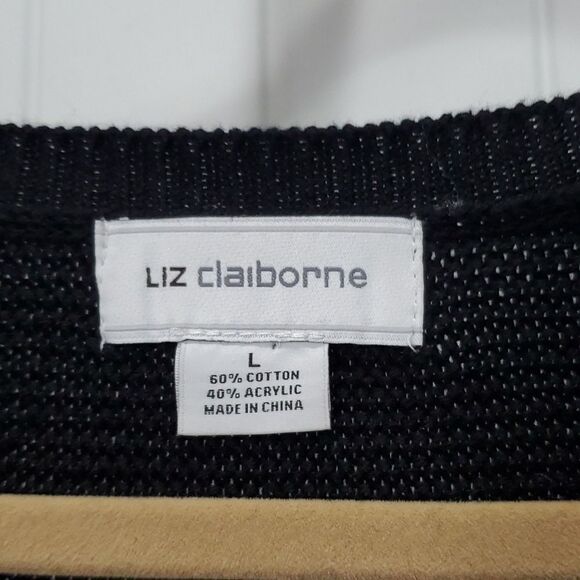 LIZ claiborne
L
60% COTTON
40% ACRYLIC
MADE IN CHINA